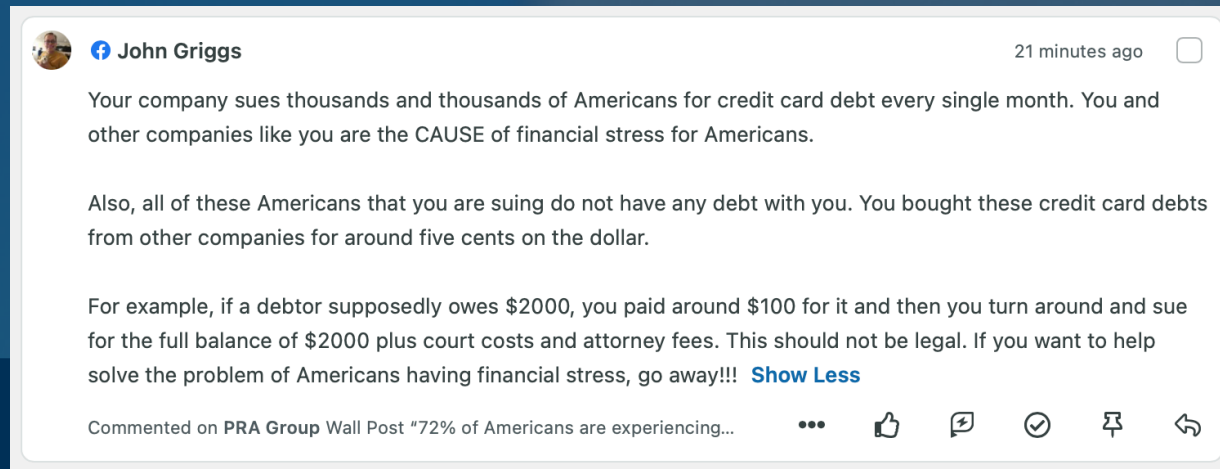 John Griggs
21 minutes ago
Your company sues thousands and thousands of Americans for credit card debt every single month. You and
other companies like you are the CAUSE of financial stress for Americans.
Also, all of these Americans that you are suing do not have any debt with you. You bought these credit card debts
from other companies for around five cents on the dollar.
For example, if a debtor supposedly owes $2000, you paid around $100 for it and then you turn around and sue
for the full balance of $2000 plus court costs and attorney fees. This should not be legal. If you want to help
solve the problem of Americans having financial stress, go away!!! Show Less
Commented on PRA Group Wall Post “72% of Americans are experiencing...